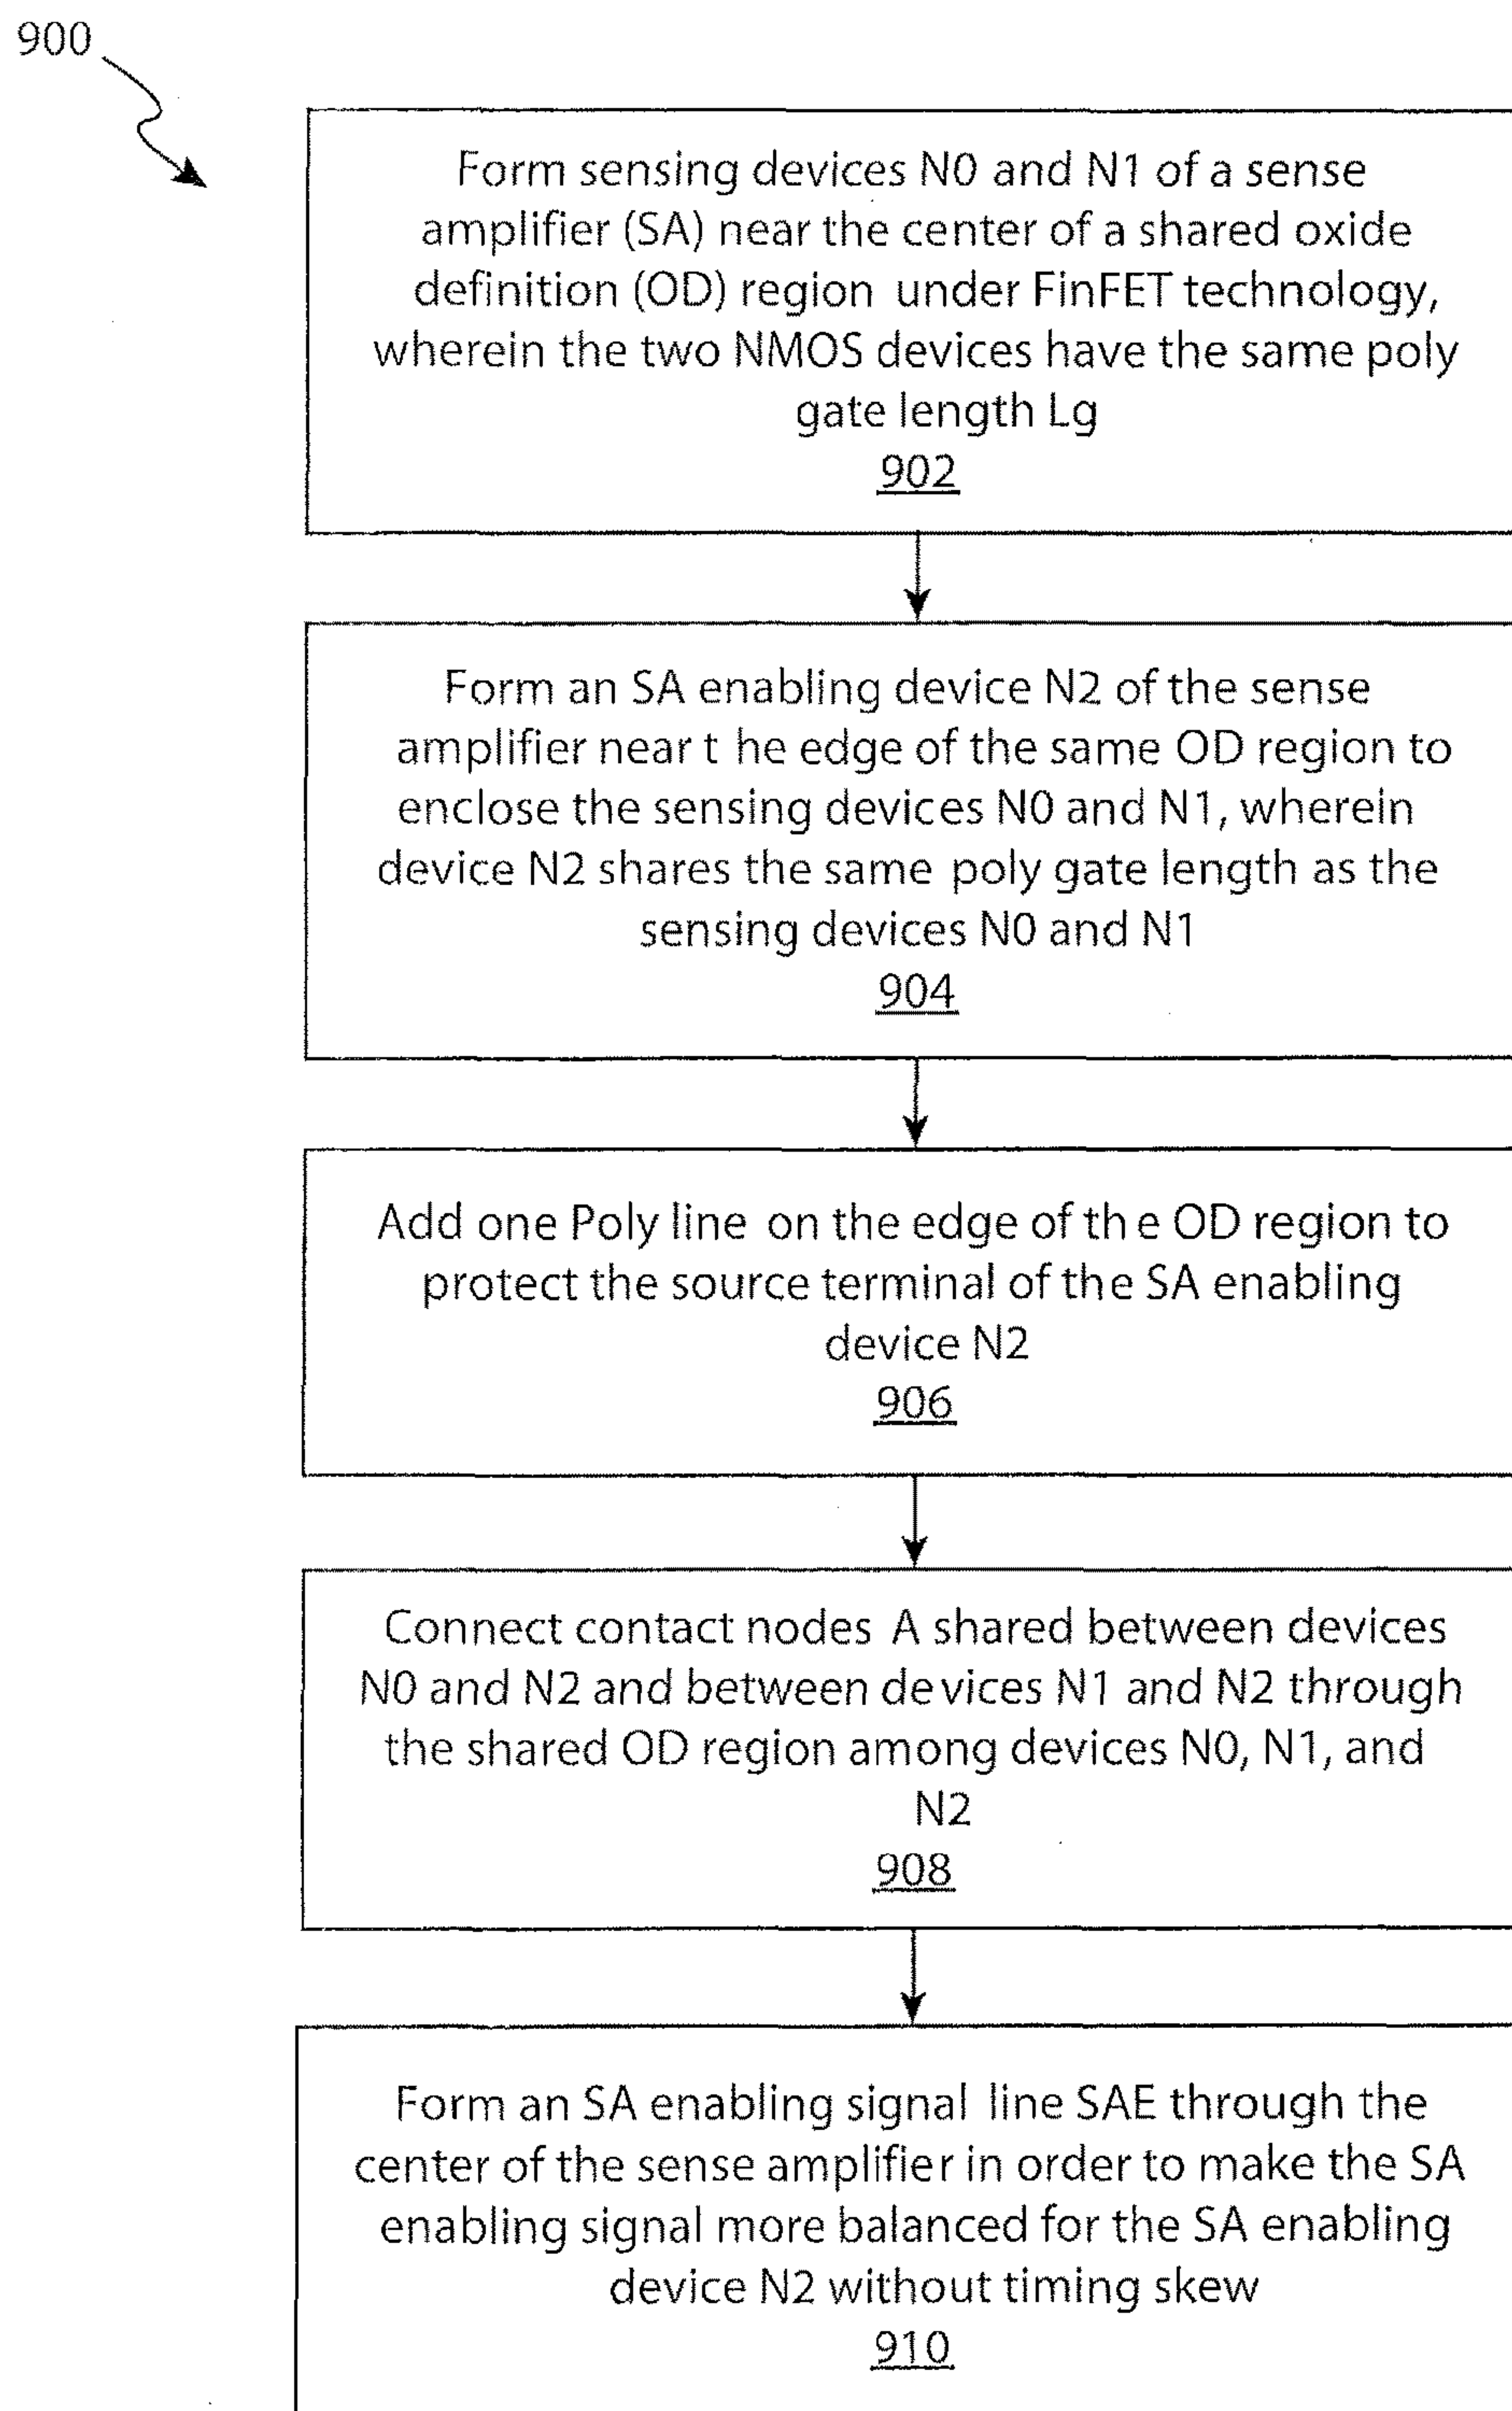 900
Form sensing devices N0 and N1 of a sense
amplifier (SA) near the center of a shared oxide
definition (OD) region under FinFET technology,
wherein the two NMOS devices have the same poly
gate length Lg
902
Form an SA enabling device N2 of the sense
amplifier near t he edge of the same OD region to
enclose the sensing devices N0 and N1, wherein
device N2 shares the same poly gate length as the
sensing devices N0 and N1
904
Add one Poly line on the edge of th e OD region to
protect the source terminal of the SA enabling
device N2
906
Connect contact nodes A shared between devices
N0 and N2 and between devices N1 and N2 through
the shared OD region among devices N0, N1, and
N2
908
Form an SA enabling signal line SAE through the
center of the sense amplifier in order to make the SA
enabling signal more balanced for the SA enabling
device N2 without timing skew
910